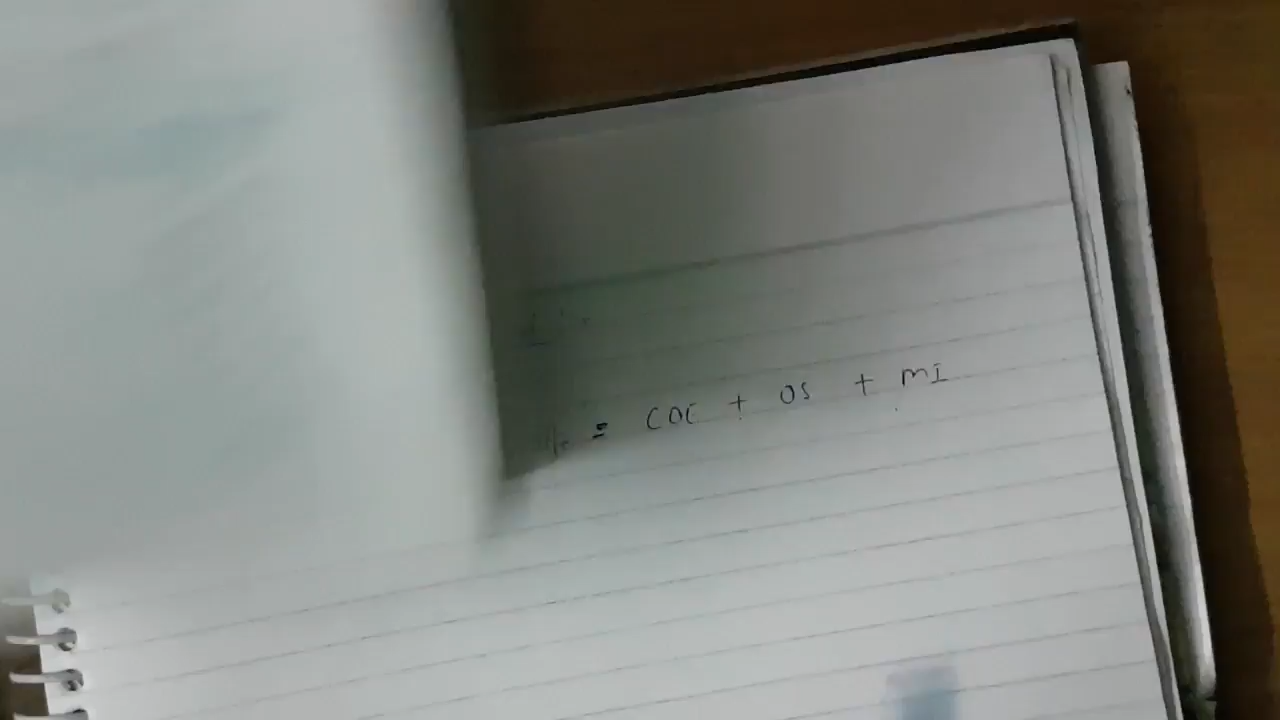 = COC + OS + MI